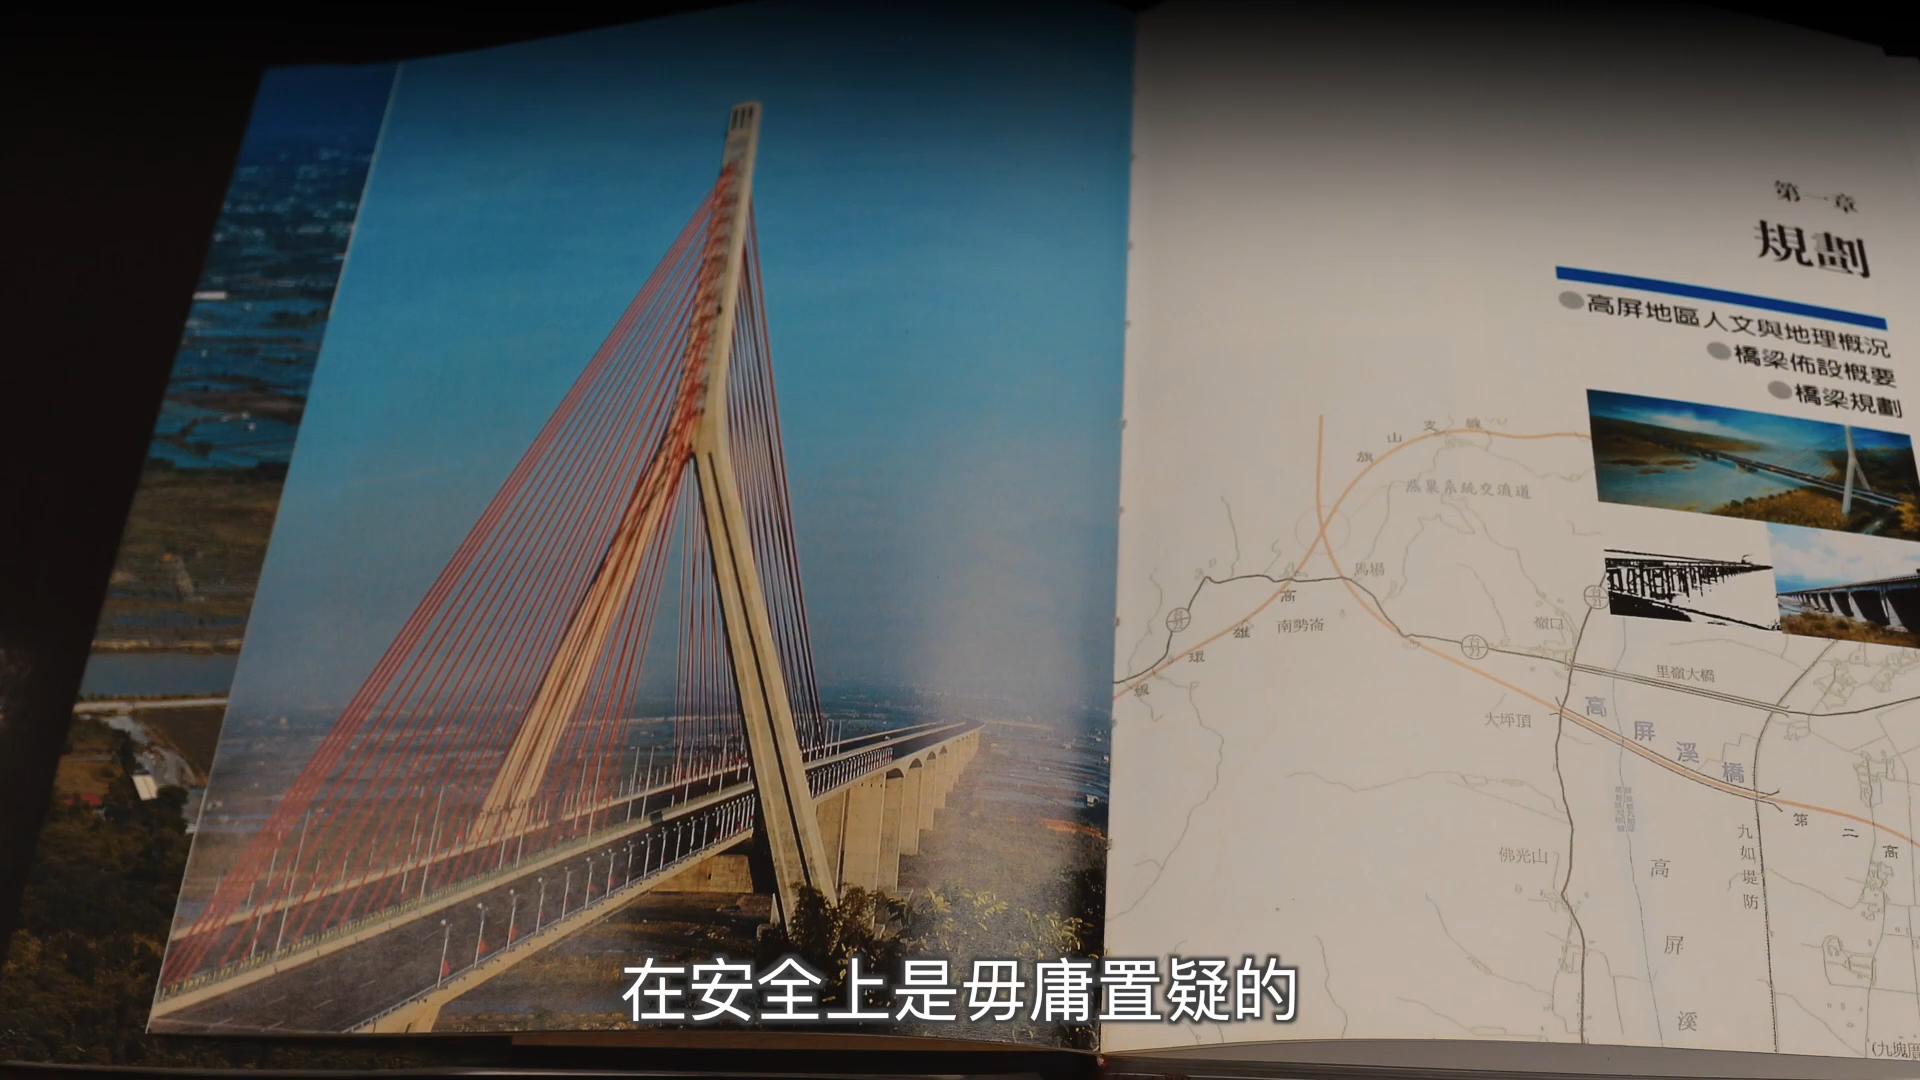 第一章
規劃
高屏地區人文與地理概況
橋梁佈設概要
橋梁規劃
旗山支線
燕巢系統交流道
馬場
高雄環線
南勢崙
嶺口
里嶺大橋
大坪頂
高屏溪橋
佛光山
九如堤防
第二高
高屏溪
在安全上是毋庸置疑的